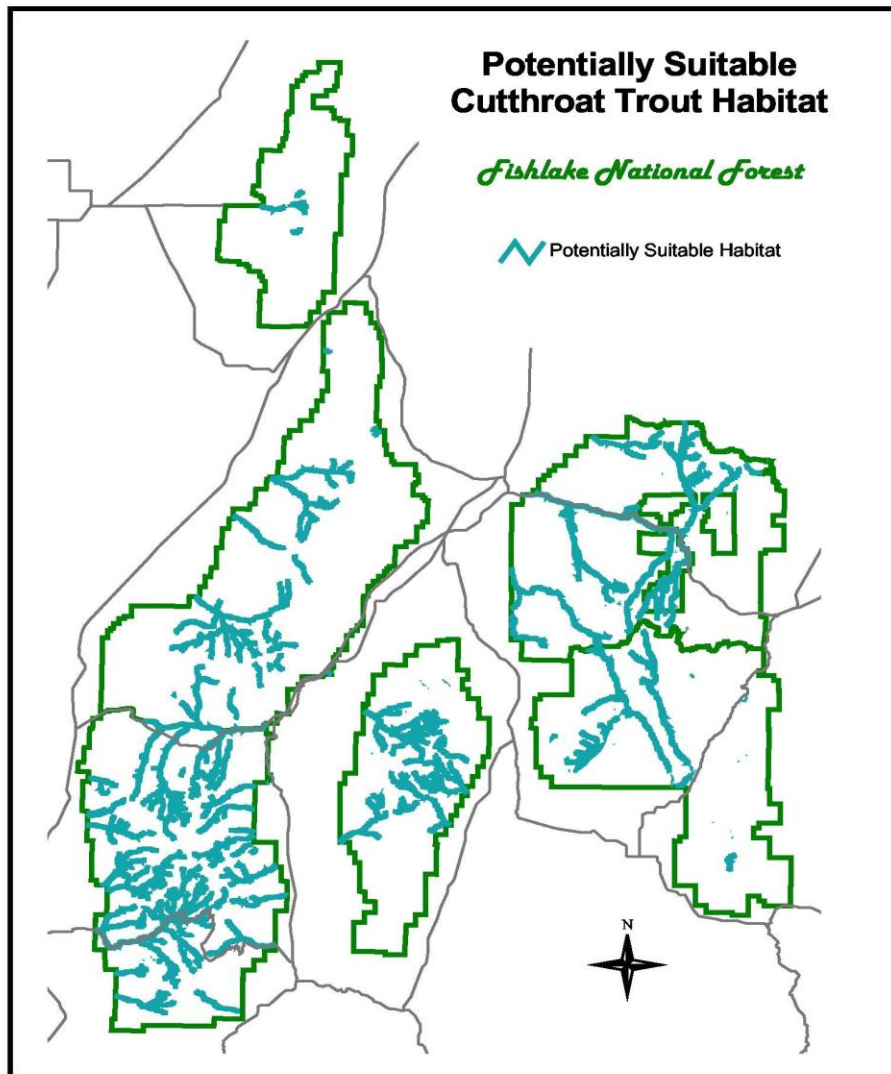 Potentially Suitable
Cutthroat Trout Habitat
Fishlake National Forest
Potentially Suitable Habitat
N